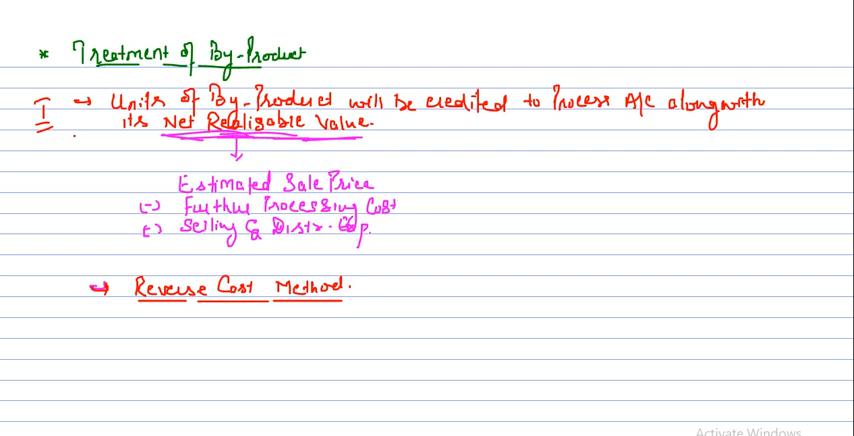 * Treatment of By-Product
I → Units of By-Product will be credited to Process A/c alongwith
its Net Realisable Value.
Estimated Sale Price
(-) Further Processing Cost
(-) Selling & Distr. Exp.
→ Reverse Cost Method.
Activate Windows